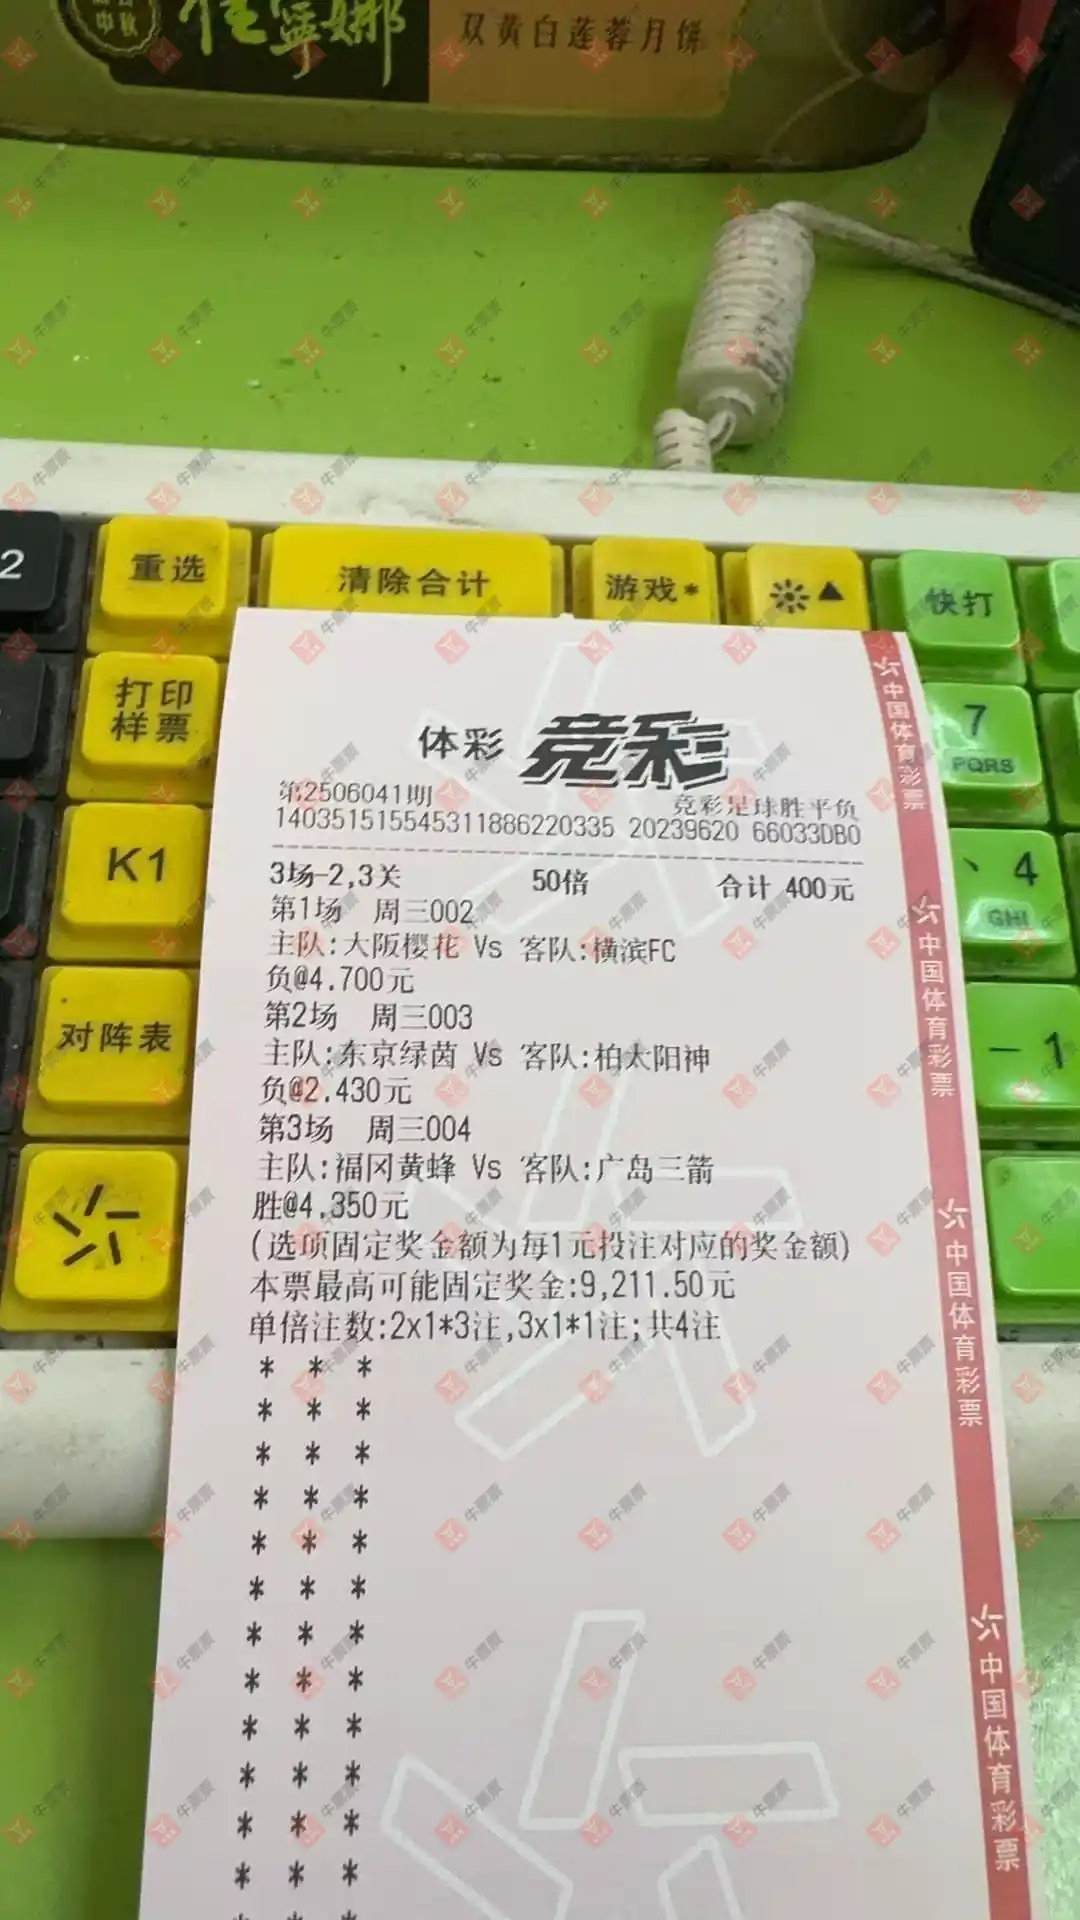 中秋
佳寧娜
双黄白莲蓉月饼
2
重选
清除合计
游戏*
▲
快打
打印
样票
7
PQRS
K1
、 4
GHI
对阵表
— 1
体彩 竞彩
第2506041期
竞彩足球胜平负
140351515545311886220335 20239620 66033DB0
3场-2,3关 50倍 合计 400元
第1场 周三002
主队:大阪樱花 Vs 客队:横滨FC
负@4.700元
第2场 周三003
主队:东京绿茵 Vs 客队:柏太阳神
负@2.430元
第3场 周三004
主队:福冈黄蜂 Vs 客队:广岛三箭
胜@4.350元
(选项固定奖金额为每1元投注对应的奖金额)
本票最高可能固定奖金:9,211.50元
单倍注数:2x1*3注,3x1*1注;共4注
* * *
* * *
* * *
* * *
* * *
* * *
* * *
* * *
* * *
* * *
* * *
* * *
* * *
中国体育彩票
中国体育彩票
中国体育彩票
中国体育彩票
牛票票